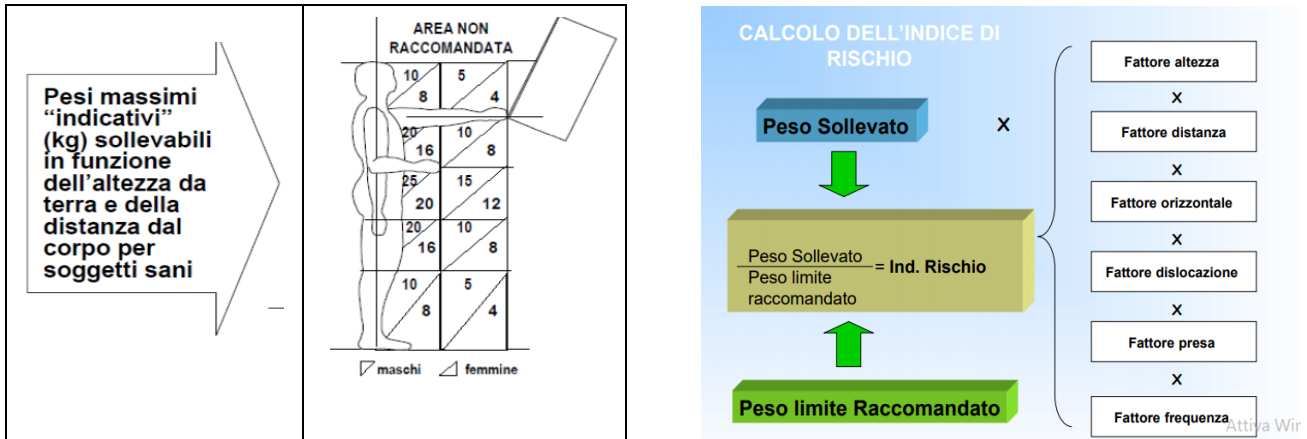 Pesi massimi
“indicativi”
(kg) sollevabili
in funzione
dell’altezza da
terra e della
distanza dal
corpo per
soggetti sani
AREA NON
RACCOMANDATA
10 5
8 4
20 10
16 8
25 15
20 12
20 10
16 8
10 5
8 4
maschi femmine
CALCOLO DELL’INDICE DI
RISCHIO
Peso Sollevato X
Peso Sollevato
Peso limite
raccomandato
= Ind. Rischio
Peso limite Raccomandato
Fattore altezza
X
Fattore distanza
X
Fattore orizzontale
X
Fattore dislocazione
X
Fattore presa
X
Fattore frequenza
Attiva Wir